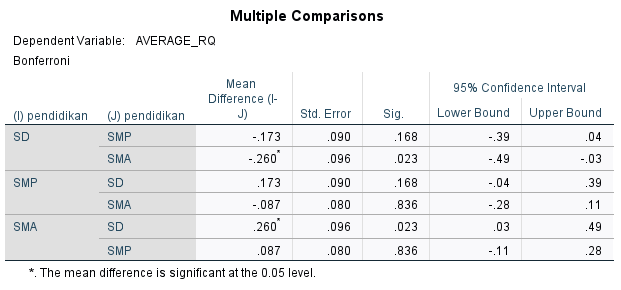 Multiple Comparisons
Dependent Variable: AVERAGE_RQ
Bonferroni
(I) pendidikan (J) pendidikan Mean Difference (I-J) Std. Error Sig. 95% Confidence Interval
Lower Bound Upper Bound
SD SMP -.173 .090 .168 -.39 .04
SMA -.260* .096 .023 -.49 -.03
SMP SD .173 .090 .168 -.04 .39
SMA -.087 .080 .836 -.28 .11
SMA SD .260* .096 .023 .03 .49
SMP .087 .080 .836 -.11 .28
*. The mean difference is significant at the 0.05 level.